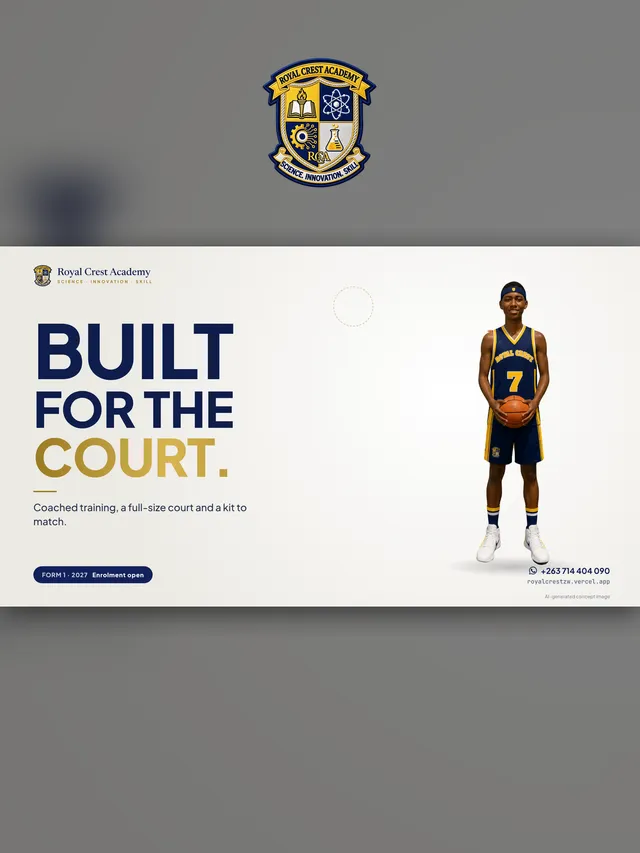 ROYAL CREST ACADEMY
RCA
SCIENCE. INNOVATION. SKILL
Royal Crest Academy
SCIENCE · INNOVATION · SKILL
BUILT
FOR THE
COURT.
Coached training, a full-size court and a kit to
match.
ROYAL CREST
7
FORM 1 · 2027 Enrolment open
+263 714 404 090
royalcrestzw.vercel.app
AI-generated concept image